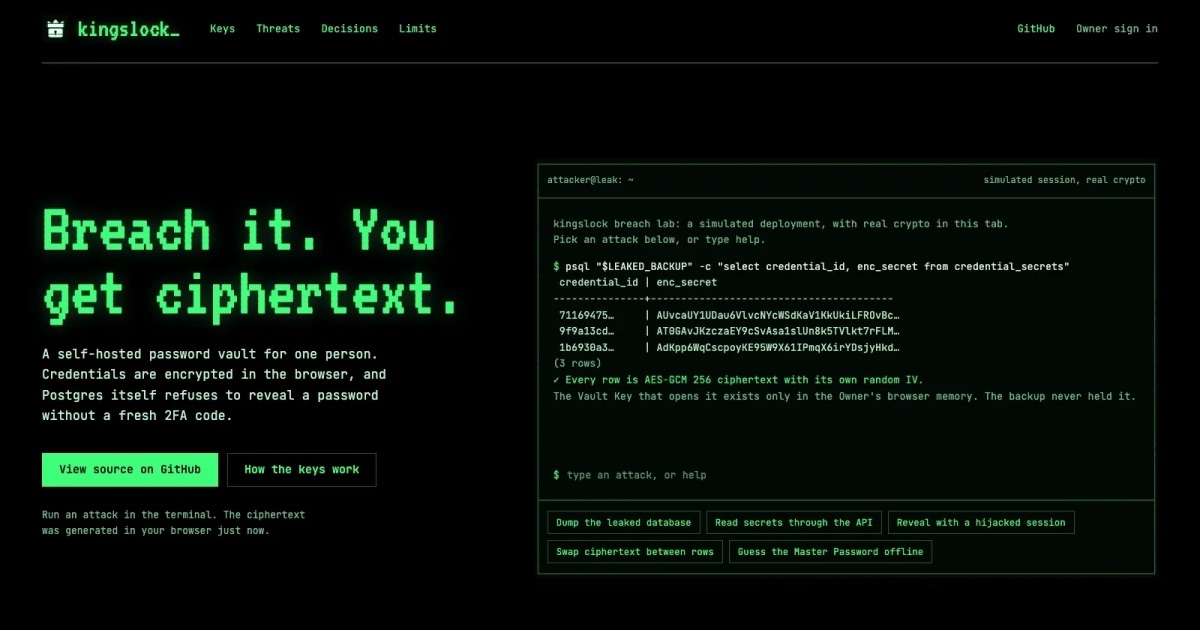 kingslock_ Keys Threats Decisions Limits GitHub Owner sign in
Breach it. You
get ciphertext.
A self-hosted password vault for one person.
Credentials are encrypted in the browser, and
Postgres itself refuses to reveal a password
without a fresh 2FA code.
View source on GitHub How the keys work
Run an attack in the terminal. The ciphertext
was generated in your browser just now.
attacker@leak: ~ simulated session, real crypto
kingslock breach lab: a simulated deployment, with real crypto in this tab.
Pick an attack below, or type help.
$ psql "$LEAKED_BACKUP" -c "select credential_id, enc_secret from credential_secrets"
credential_id | enc_secret
---------------+---------------------------------------
71169475… | AUvcaUY1UDau6VlvcNYcWSdKaV1KkUkiLFROvBc…
9f9a13cd… | AT0GAvJKzczaEY9cSvAsa1slUn8k5TVlkt7rFLM…
1b6930a3… | AdKpp6WqCscpoyKE95W9X61IPmqX6irYDsjyHkd…
(3 rows)
✓ Every row is AES-GCM 256 ciphertext with its own random IV.
The Vault Key that opens it exists only in the Owner's browser memory. The backup never held it.
$ type an attack, or help
Dump the leaked database Read secrets through the API Reveal with a hijacked session
Swap ciphertext between rows Guess the Master Password offline